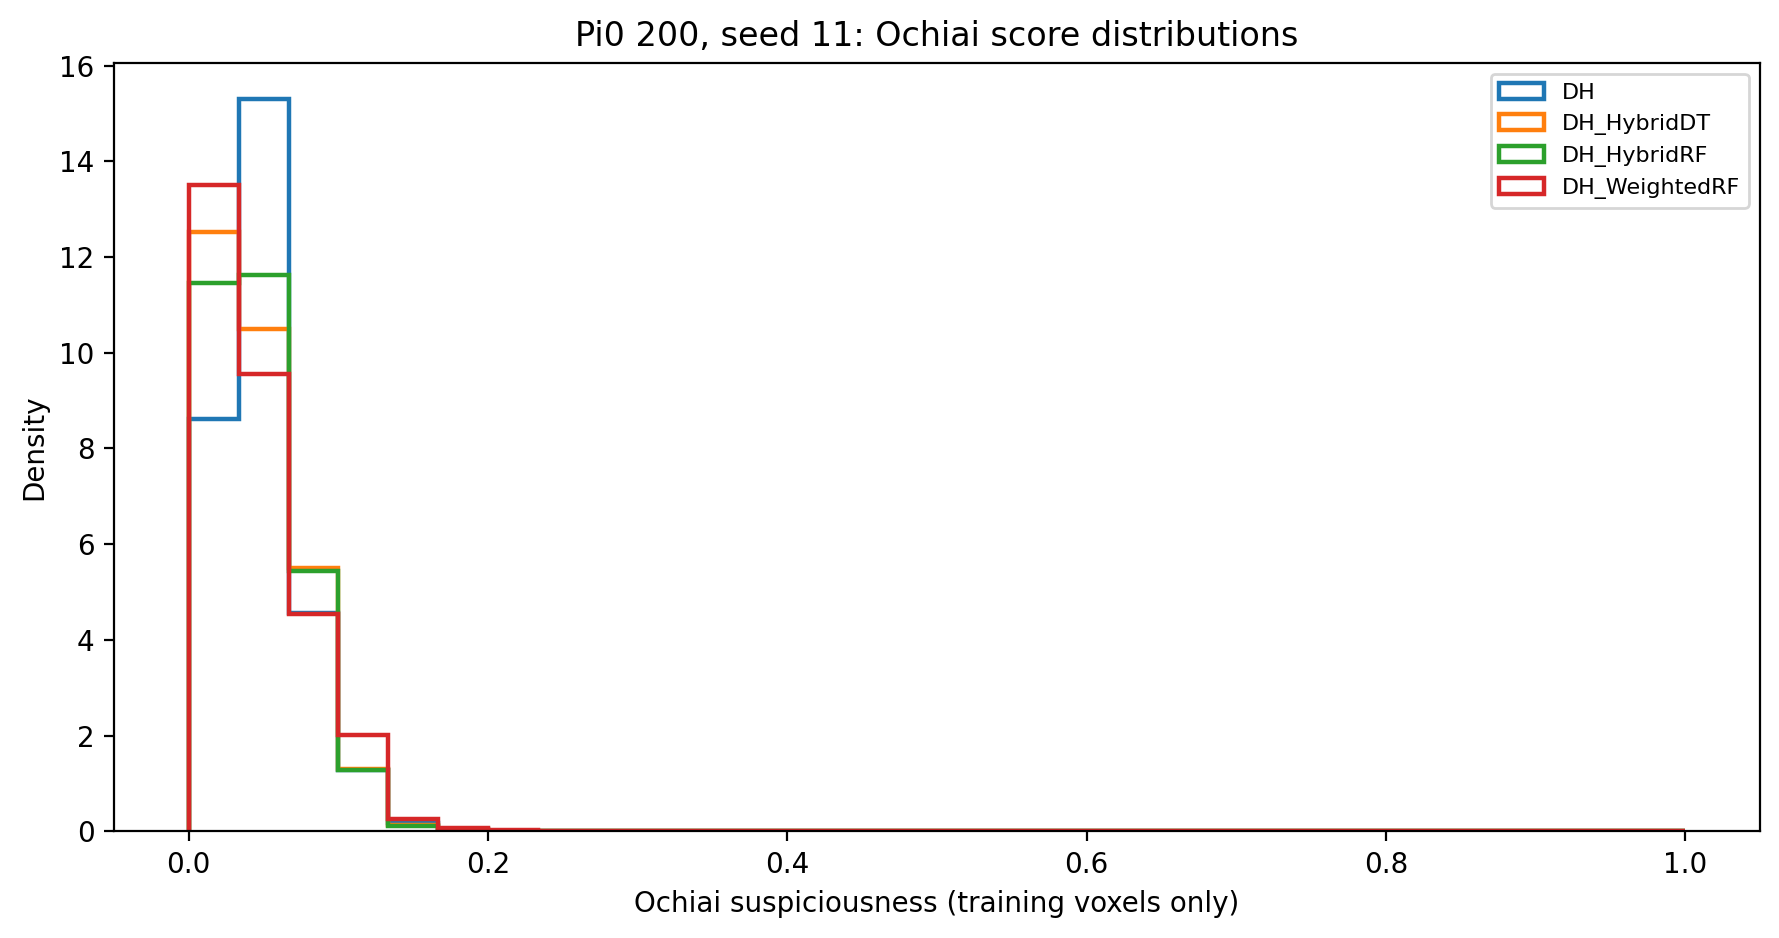 Pi0 200, seed 11: Ochiai score distributions
16
14
12
10
8
6
4
2
0
Density
DH
DH_HybridDT
DH_HybridRF
DH_WeightedRF
0.0 0.2 0.4 0.6 0.8 1.0
Ochiai suspiciousness (training voxels only)